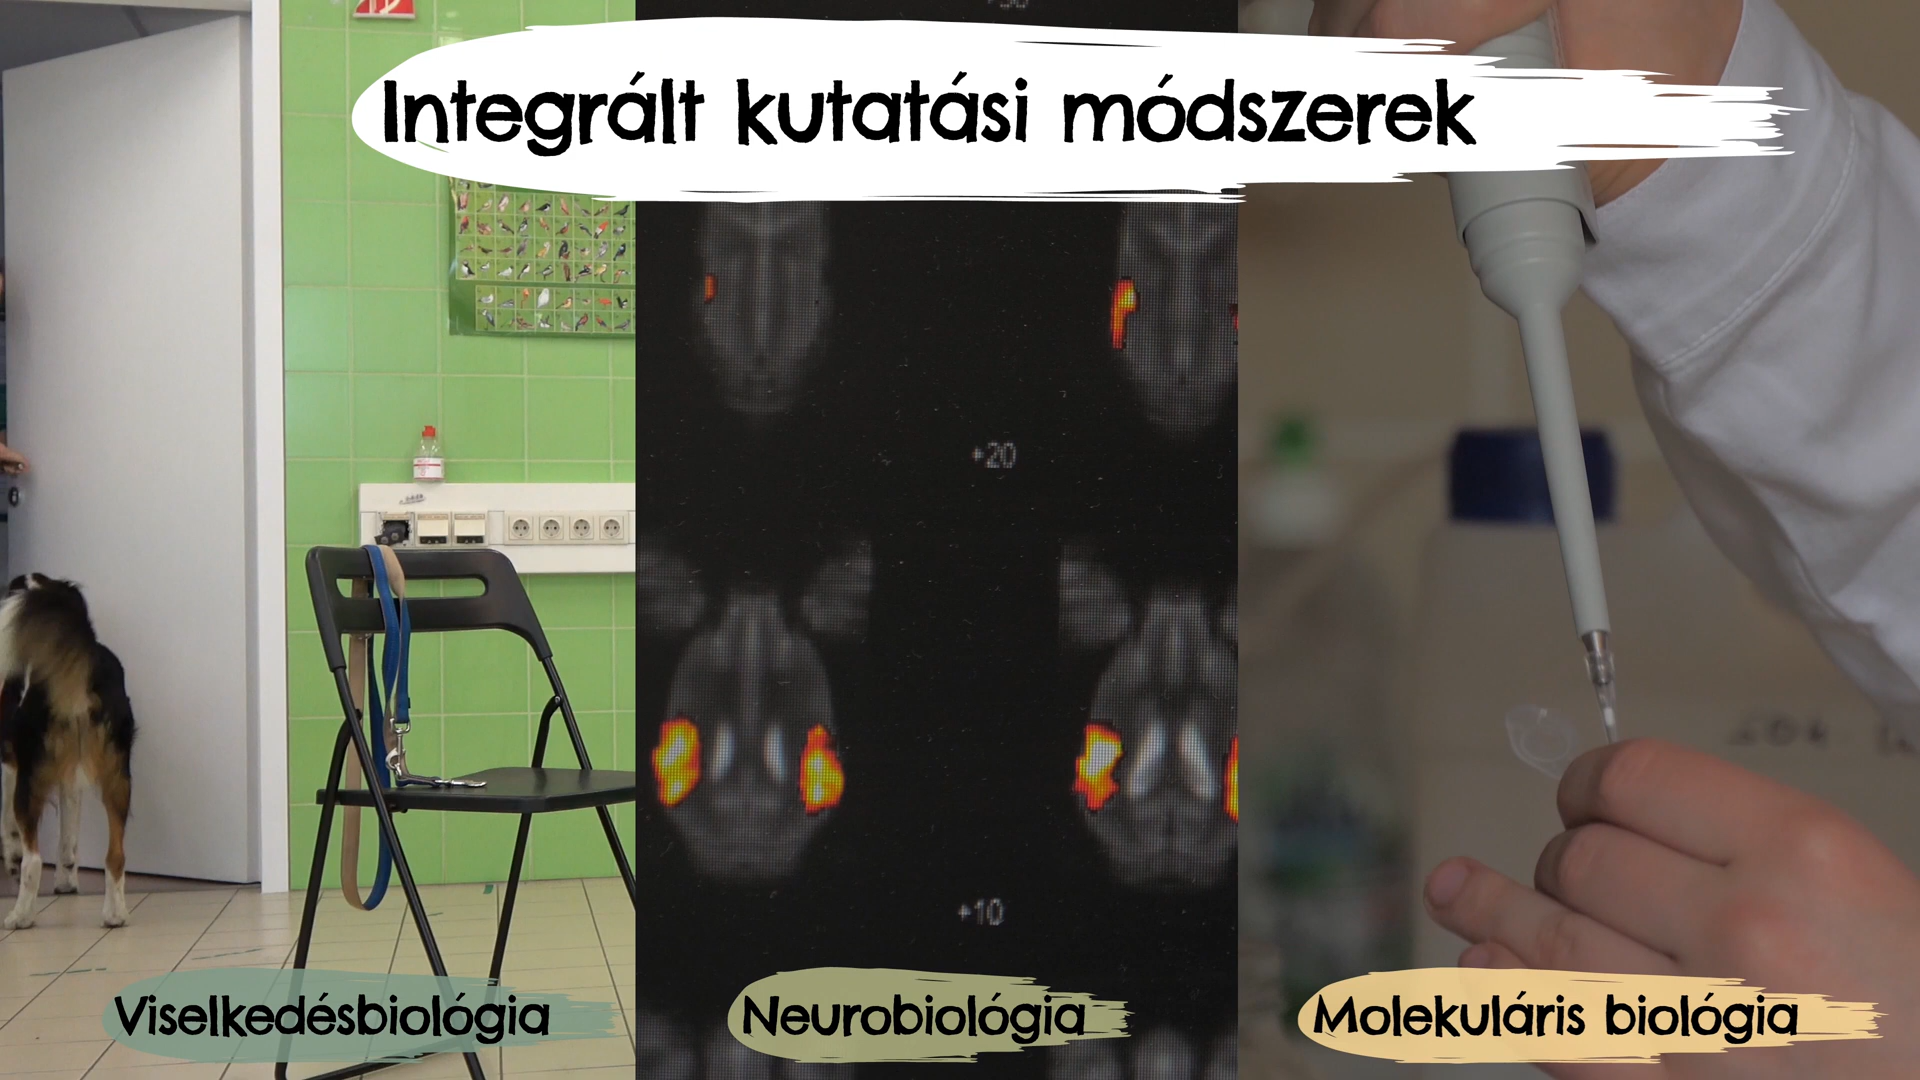 Integrált kutatási módszerek
+20
+10
Viselkedésbiológia
Neurobiológia
Molekuláris biológia